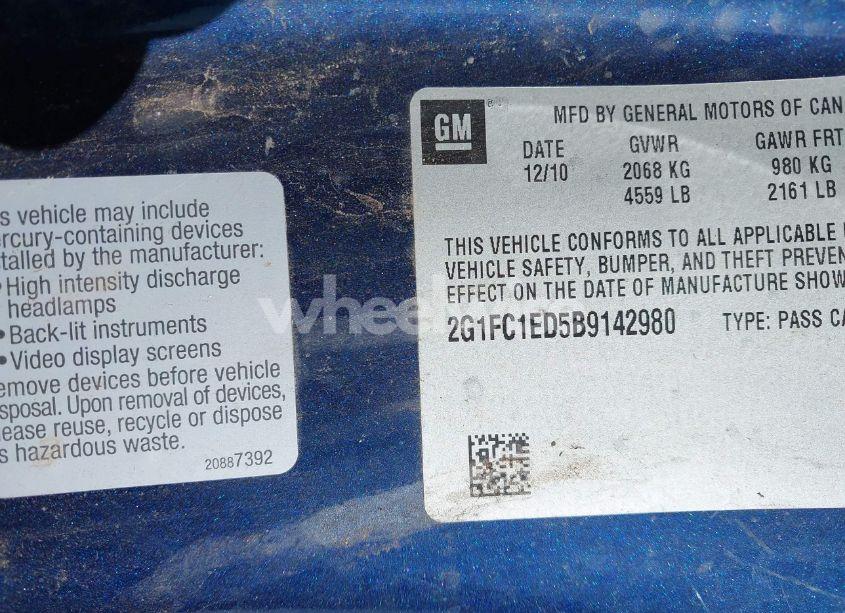 GM
MFD BY GENERAL MOTORS OF CAN
DATE GVWR GAWR FRT
12/10 2068 KG 980 KG
4559 LB 2161 LB
THIS VEHICLE CONFORMS TO ALL APPLICABLE
VEHICLE SAFETY, BUMPER, AND THEFT PREVEN
EFFECT ON THE DATE OF MANUFACTURE SHOW
2G1FC1ED5B9142980 TYPE: PASS CA
s vehicle may include
ercury-containing devices
talled by the manufacturer:
• High intensity discharge
headlamps
• Back-lit instruments
• Video display screens
emove devices before vehicle
sposal. Upon removal of devices,
lease reuse, recycle or dispose
s hazardous waste.
20887392